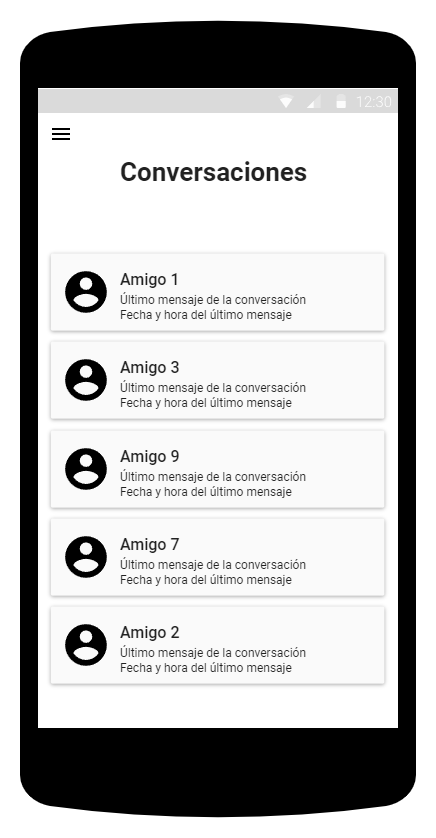 12:30
Conversaciones
Amigo 1
Último mensaje de la conversación
Fecha y hora del último mensaje
Amigo 3
Último mensaje de la conversación
Fecha y hora del último mensaje
Amigo 9
Último mensaje de la conversación
Fecha y hora del último mensaje
Amigo 7
Último mensaje de la conversación
Fecha y hora del último mensaje
Amigo 2
Último mensaje de la conversación
Fecha y hora del último mensaje